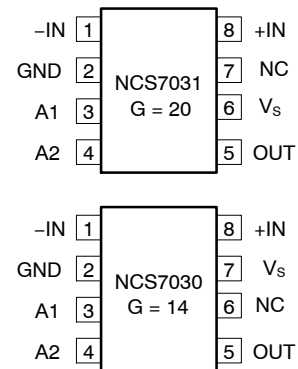 –IN 1 8 +IN
GND 2 7 NC
NCS7031
A1 3 G = 20 6 VS
A2 4 5 OUT
–IN 1 8 +IN
GND 2 7 VS
NCS7030
A1 3 G = 14 6 NC
A2 4 5 OUT